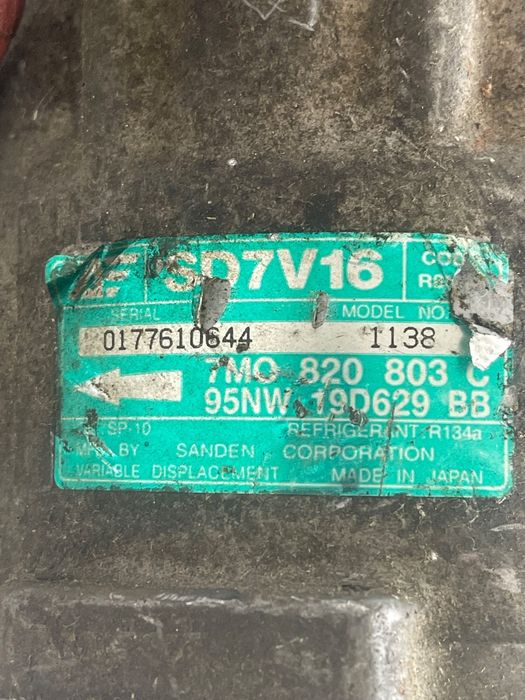 SD7V16
SERIAL MODEL NO.
0177610644 1138
7M0 820 803 C
95NW 19D629 BB
SP-10 REFRIGERANT R134a
MFD BY SANDEN CORPORATION
VARIABLE DISPLACEMENT MADE IN JAPAN